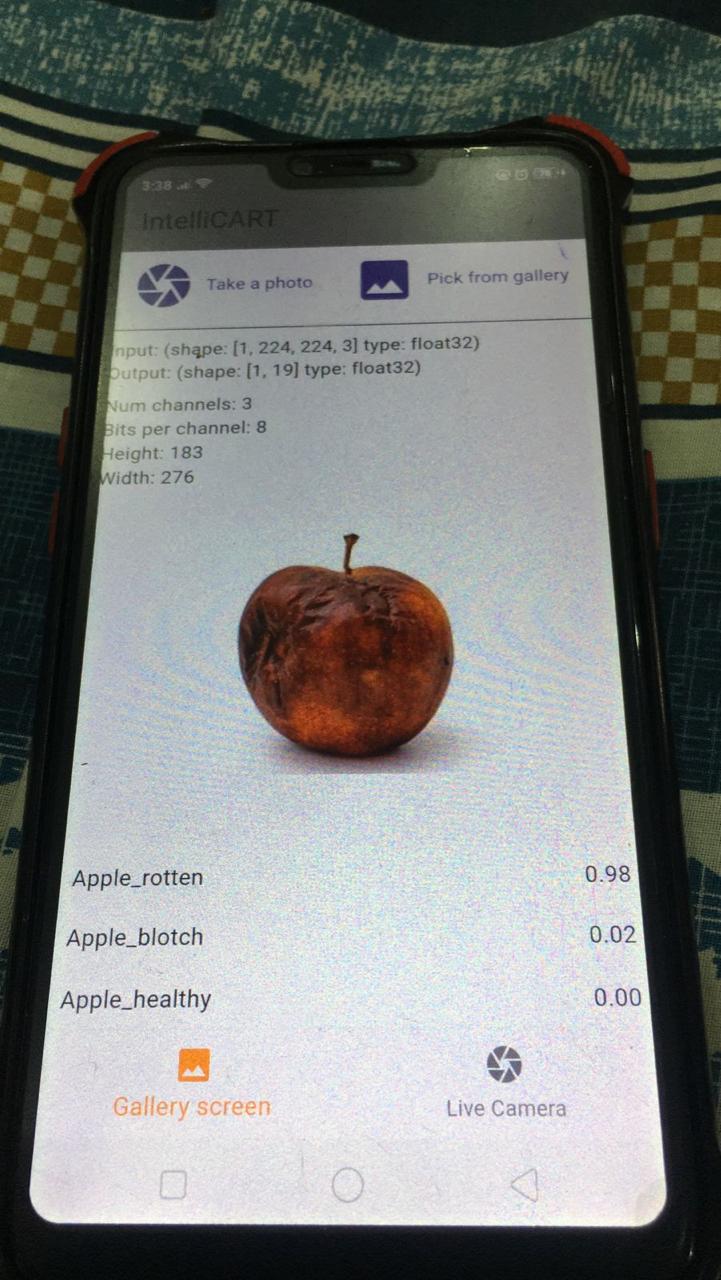 3:38
IntelliCART
Take a photo
Pick from gallery
Input: (shape: [1, 224, 224, 3] type: float32)
Output: (shape: [1, 19] type: float32)
Num channels: 3
Bits per channel: 8
Height: 183
Width: 276
Apple_rotten 0.98
Apple_blotch 0.02
Apple_healthy 0.00
Gallery screen
Live Camera